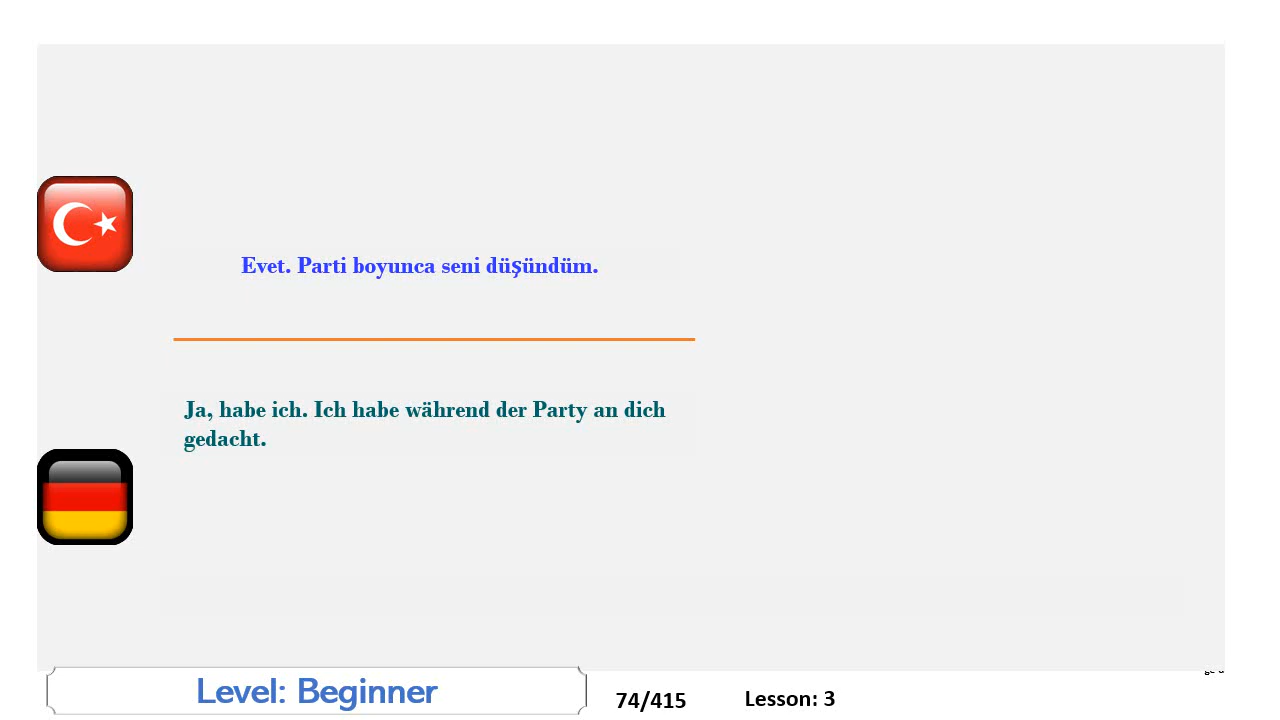 Evet. Parti boyunca seni düşündüm.
Ja, habe ich. Ich habe während der Party an dich
gedacht.
Level: Beginner
74/415
Lesson: 3